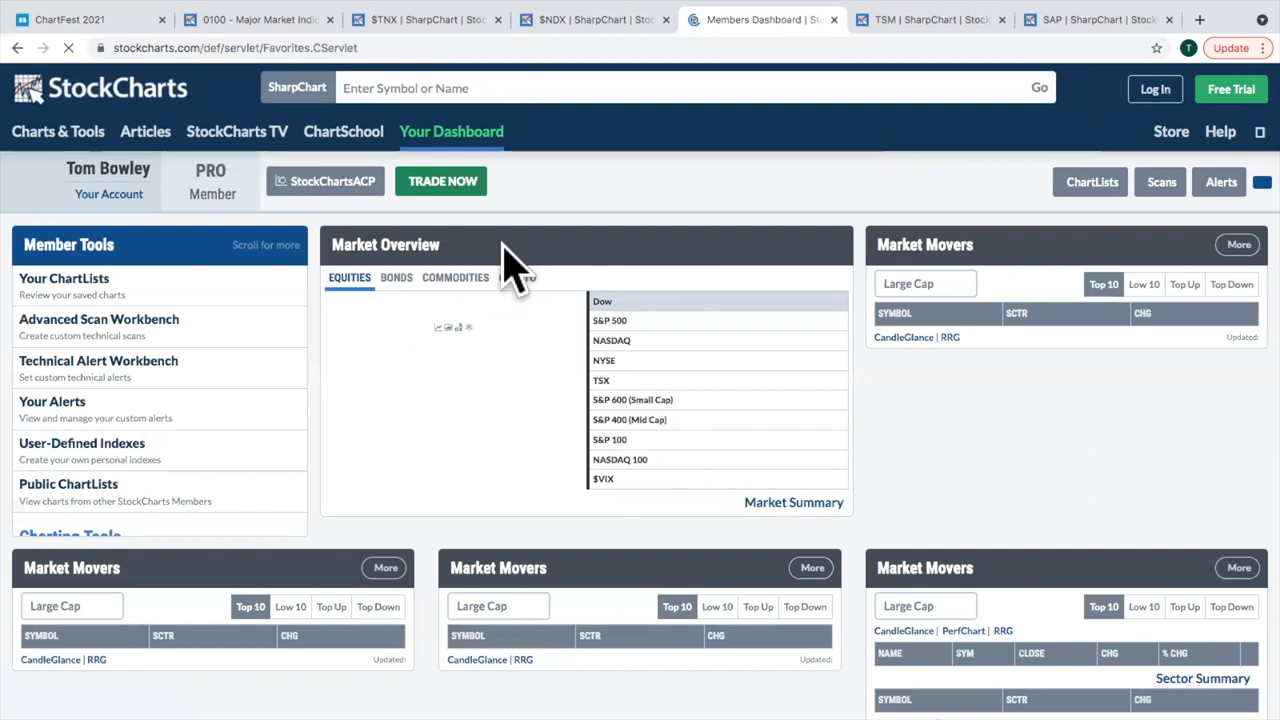 ChartFest 2021
0100 - Major Market Indic
$TNX | SharpChart | StockC
$NDX | SharpChart | Stock
Members Dashboard | Sto
TSM | SharpChart | StockC
SAP | SharpChart | StockC
stockcharts.com/def/servlet/Favorites.CServlet
T
Update
StockCharts
SharpChart
Enter Symbol or Name
Go
Log In
Free Trial
Charts & Tools
Articles
StockCharts TV
ChartSchool
Your Dashboard
Store
Help
Tom Bowley
Your Account
PRO
Member
StockChartsACP
TRADE NOW
ChartLists
Scans
Alerts
Member Tools
Scroll for more
Your ChartLists
Review your saved charts
Advanced Scan Workbench
Create custom technical scans
Technical Alert Workbench
Set custom technical alerts
Your Alerts
View and manage your custom alerts
User-Defined Indexes
Create your own personal indexes
Public ChartLists
View charts from other StockCharts Members
Charting Tools
Market Overview
EQUITIES
BONDS
COMMODITIES
Dow
S&P 500
NASDAQ
NYSE
TSX
S&P 600 (Small Cap)
S&P 400 (Mid Cap)
S&P 100
NASDAQ 100
$VIX
Market Summary
Market Movers
More
Large Cap
Top 10
Low 10
Top Up
Top Down
SYMBOL
SCTR
CHG
CandleGlance | RRG
Updated:
Market Movers
More
Large Cap
Top 10
Low 10
Top Up
Top Down
SYMBOL
SCTR
CHG
CandleGlance | RRG
Updated:
Market Movers
More
Large Cap
Top 10
Low 10
Top Up
Top Down
SYMBOL
SCTR
CHG
CandleGlance | RRG
Updated:
Market Movers
More
Large Cap
Top 10
Low 10
Top Up
Top Down
CandleGlance | PerfChart | RRG
NAME
SYM
CLOSE
CHG
% CHG
Sector Summary
SYMBOL
SCTR
CHG